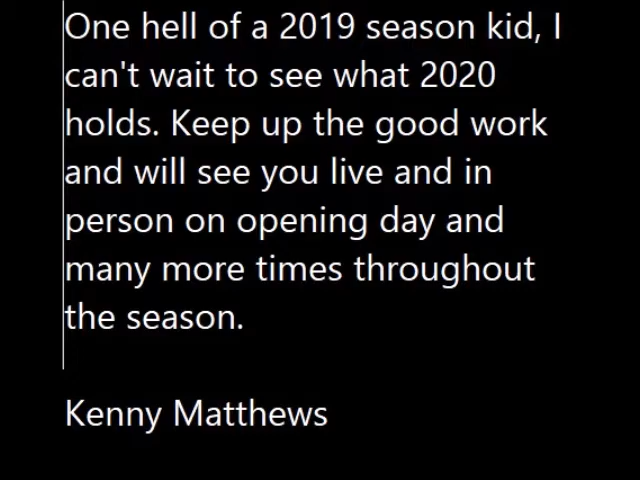 One hell of a 2019 season kid, I
can't wait to see what 2020
holds. Keep up the good work
and will see you live and in
person on opening day and
many more times throughout
the season.
Kenny Matthews